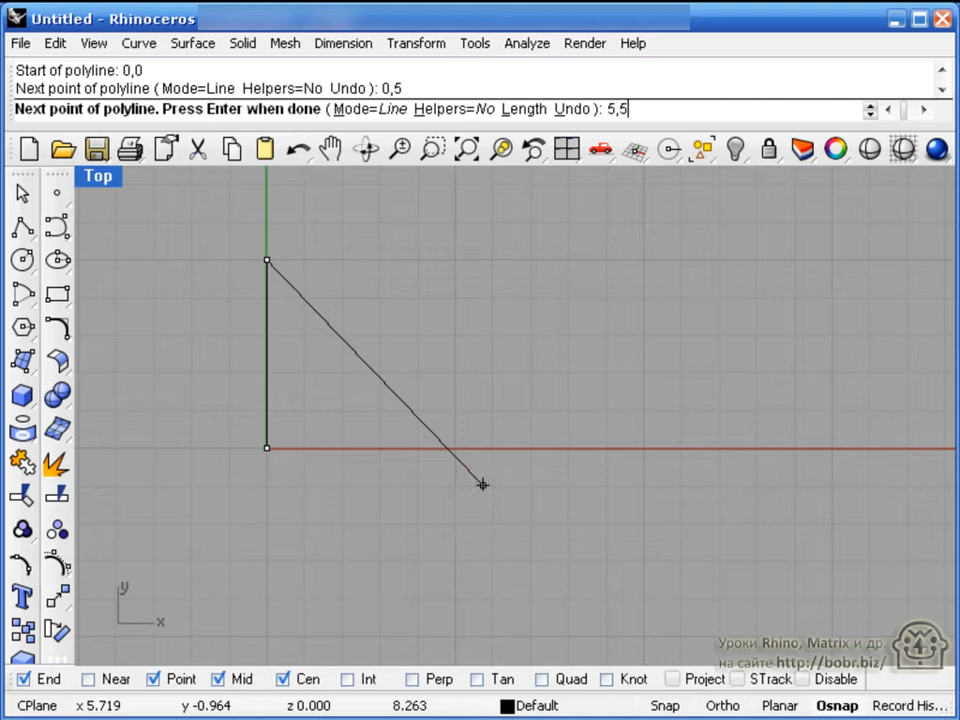 Untitled - Rhinoceros
File Edit View Curve Surface Solid Mesh Dimension Transform Tools Analyze Render Help
Start of polyline: 0,0
Next point of polyline ( Mode=Line Helpers=No Undo ): 0,5
Next point of polyline. Press Enter when done ( Mode=Line Helpers=No Length Undo ): 5,5
Top
y
x
Уроки Rhino, Matrix и др.
на сайте http://bobr.biz/
End Near Point Mid Cen Int Perp Tan Quad Knot Project STrack Disable
CPlane x 5.719 y -0.964 z 0.000 8.263 Default Snap Ortho Planar Osnap Record His...